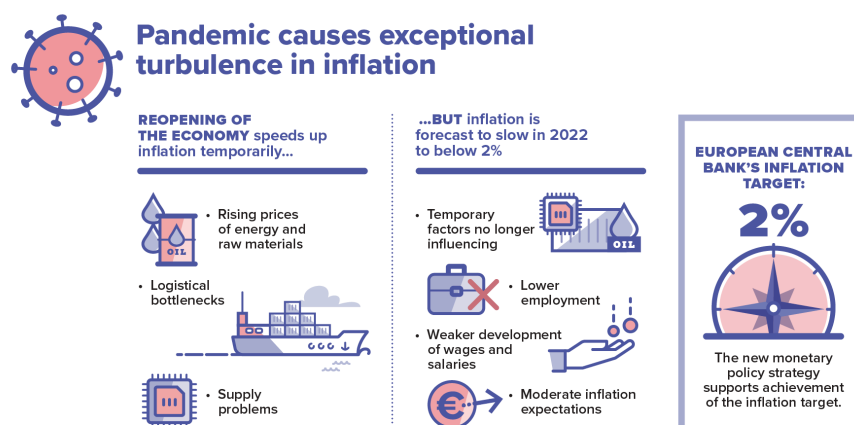 Pandemic causes exceptional
turbulence in inflation
REOPENING OF
THE ECONOMY speeds up
inflation temporarily...
• Rising prices
of energy and
raw materials
OIL
• Logistical
bottlenecks
• Supply
problems
...BUT inflation is
forecast to slow in 2022
to below 2%
• Temporary
factors no longer
influencing
OIL
• Lower
employment
• Weaker development
of wages and
salaries
€
• Moderate inflation
expectations
EUROPEAN CENTRAL
BANK'S INFLATION
TARGET:
2%
The new monetary
policy strategy
supports achievement
of the inflation target.